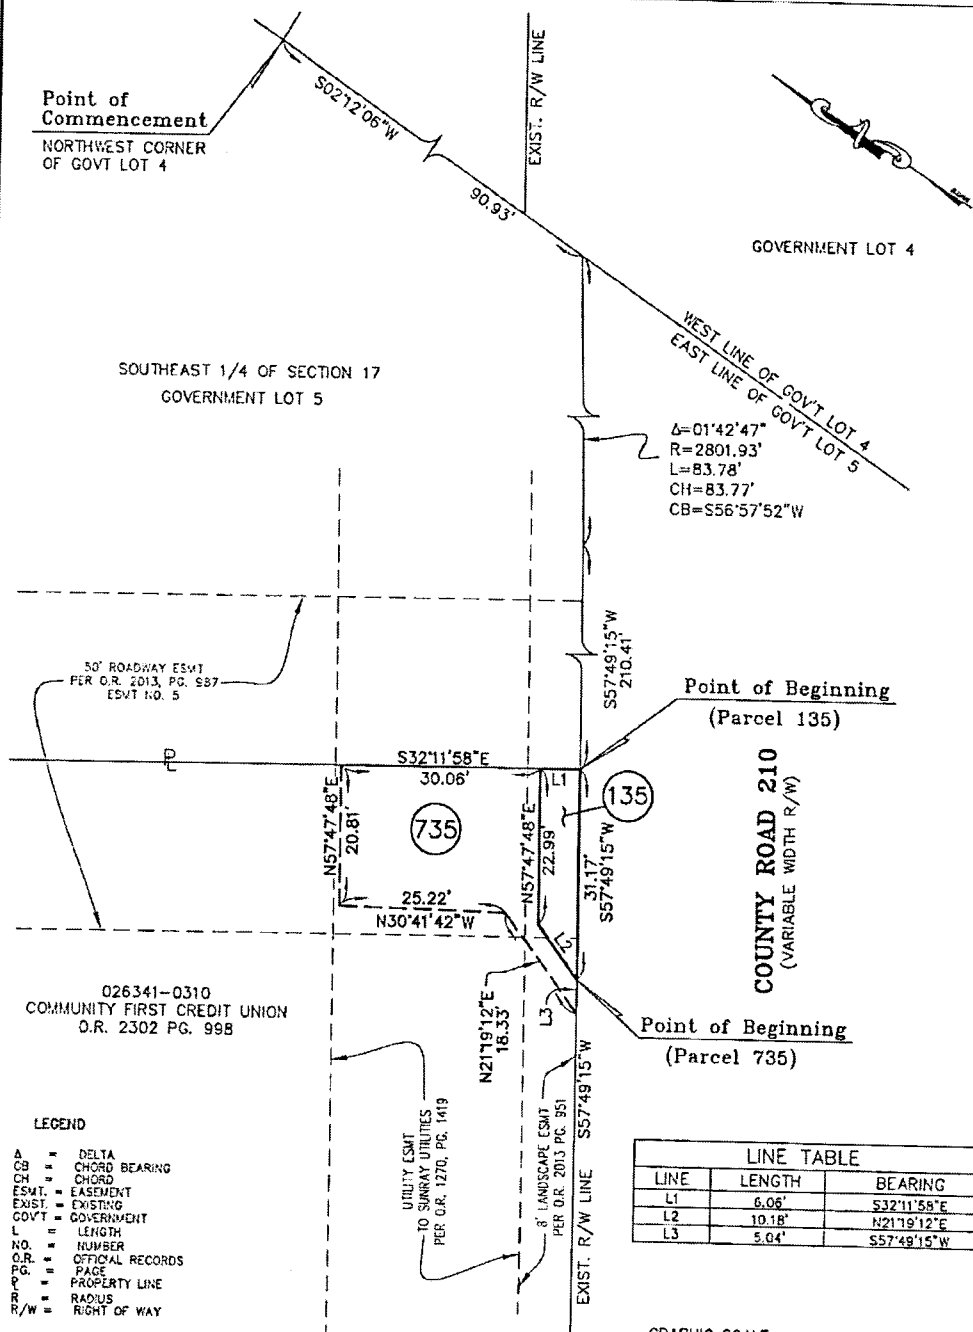 Point of
Commencement
NORTHWEST CORNER
OF GOVT LOT 4
S02°12'06"W
90.93'
EXIST. R/W LINE
GOVERNMENT LOT 4
WEST LINE OF GOV'T LOT 4
EAST LINE OF GOV'T LOT 5
SOUTHEAST 1/4 OF SECTION 17
GOVERNMENT LOT 5
Δ=01°42'47"
R=2801.93'
L=83.78'
CH=83.77'
CB=S56°57'52"W
50' ROADWAY ESMT
PER O.R. 2013, PG. 987
ESMT NO. 5
S57°49'15"W
210.41'
Point of Beginning
(Parcel 135)
PL
S32°11'58"E
30.06'
L1
N57°47'48"E
20.81'
735
N57°47'48"E
22.99'
135
31.17'
S57°49'15"W
25.22'
N30°41'42"W
L2
COUNTY ROAD 210
(VARIABLE WIDTH R/W)
026341-0310
COMMUNITY FIRST CREDIT UNION
O.R. 2302 PG. 998
N21°19'12"E
18.33'
L3
Point of Beginning
(Parcel 735)
S57°49'15"W
EXIST. R/W LINE
UTILITY ESMT
TO SUNRAY UTILITIES
PER O.R. 1270, PG. 1419
8' LANDSCAPE ESMT
PER O.R. 2013 PG. 951
LEGEND
Δ = DELTA
CB = CHORD BEARING
CH = CHORD
ESMT. = EASEMENT
EXIST. = EXISTING
GOV'T = GOVERNMENT
L = LENGTH
NO. = NUMBER
O.R. = OFFICIAL RECORDS
PG. = PAGE
PL = PROPERTY LINE
R = RADIUS
R/W = RIGHT OF WAY
LINE TABLE
LINE LENGTH BEARING
L1 6.06' S32°11'58"E
L2 10.18' N21°19'12"E
L3 5.04' S57°49'15"W